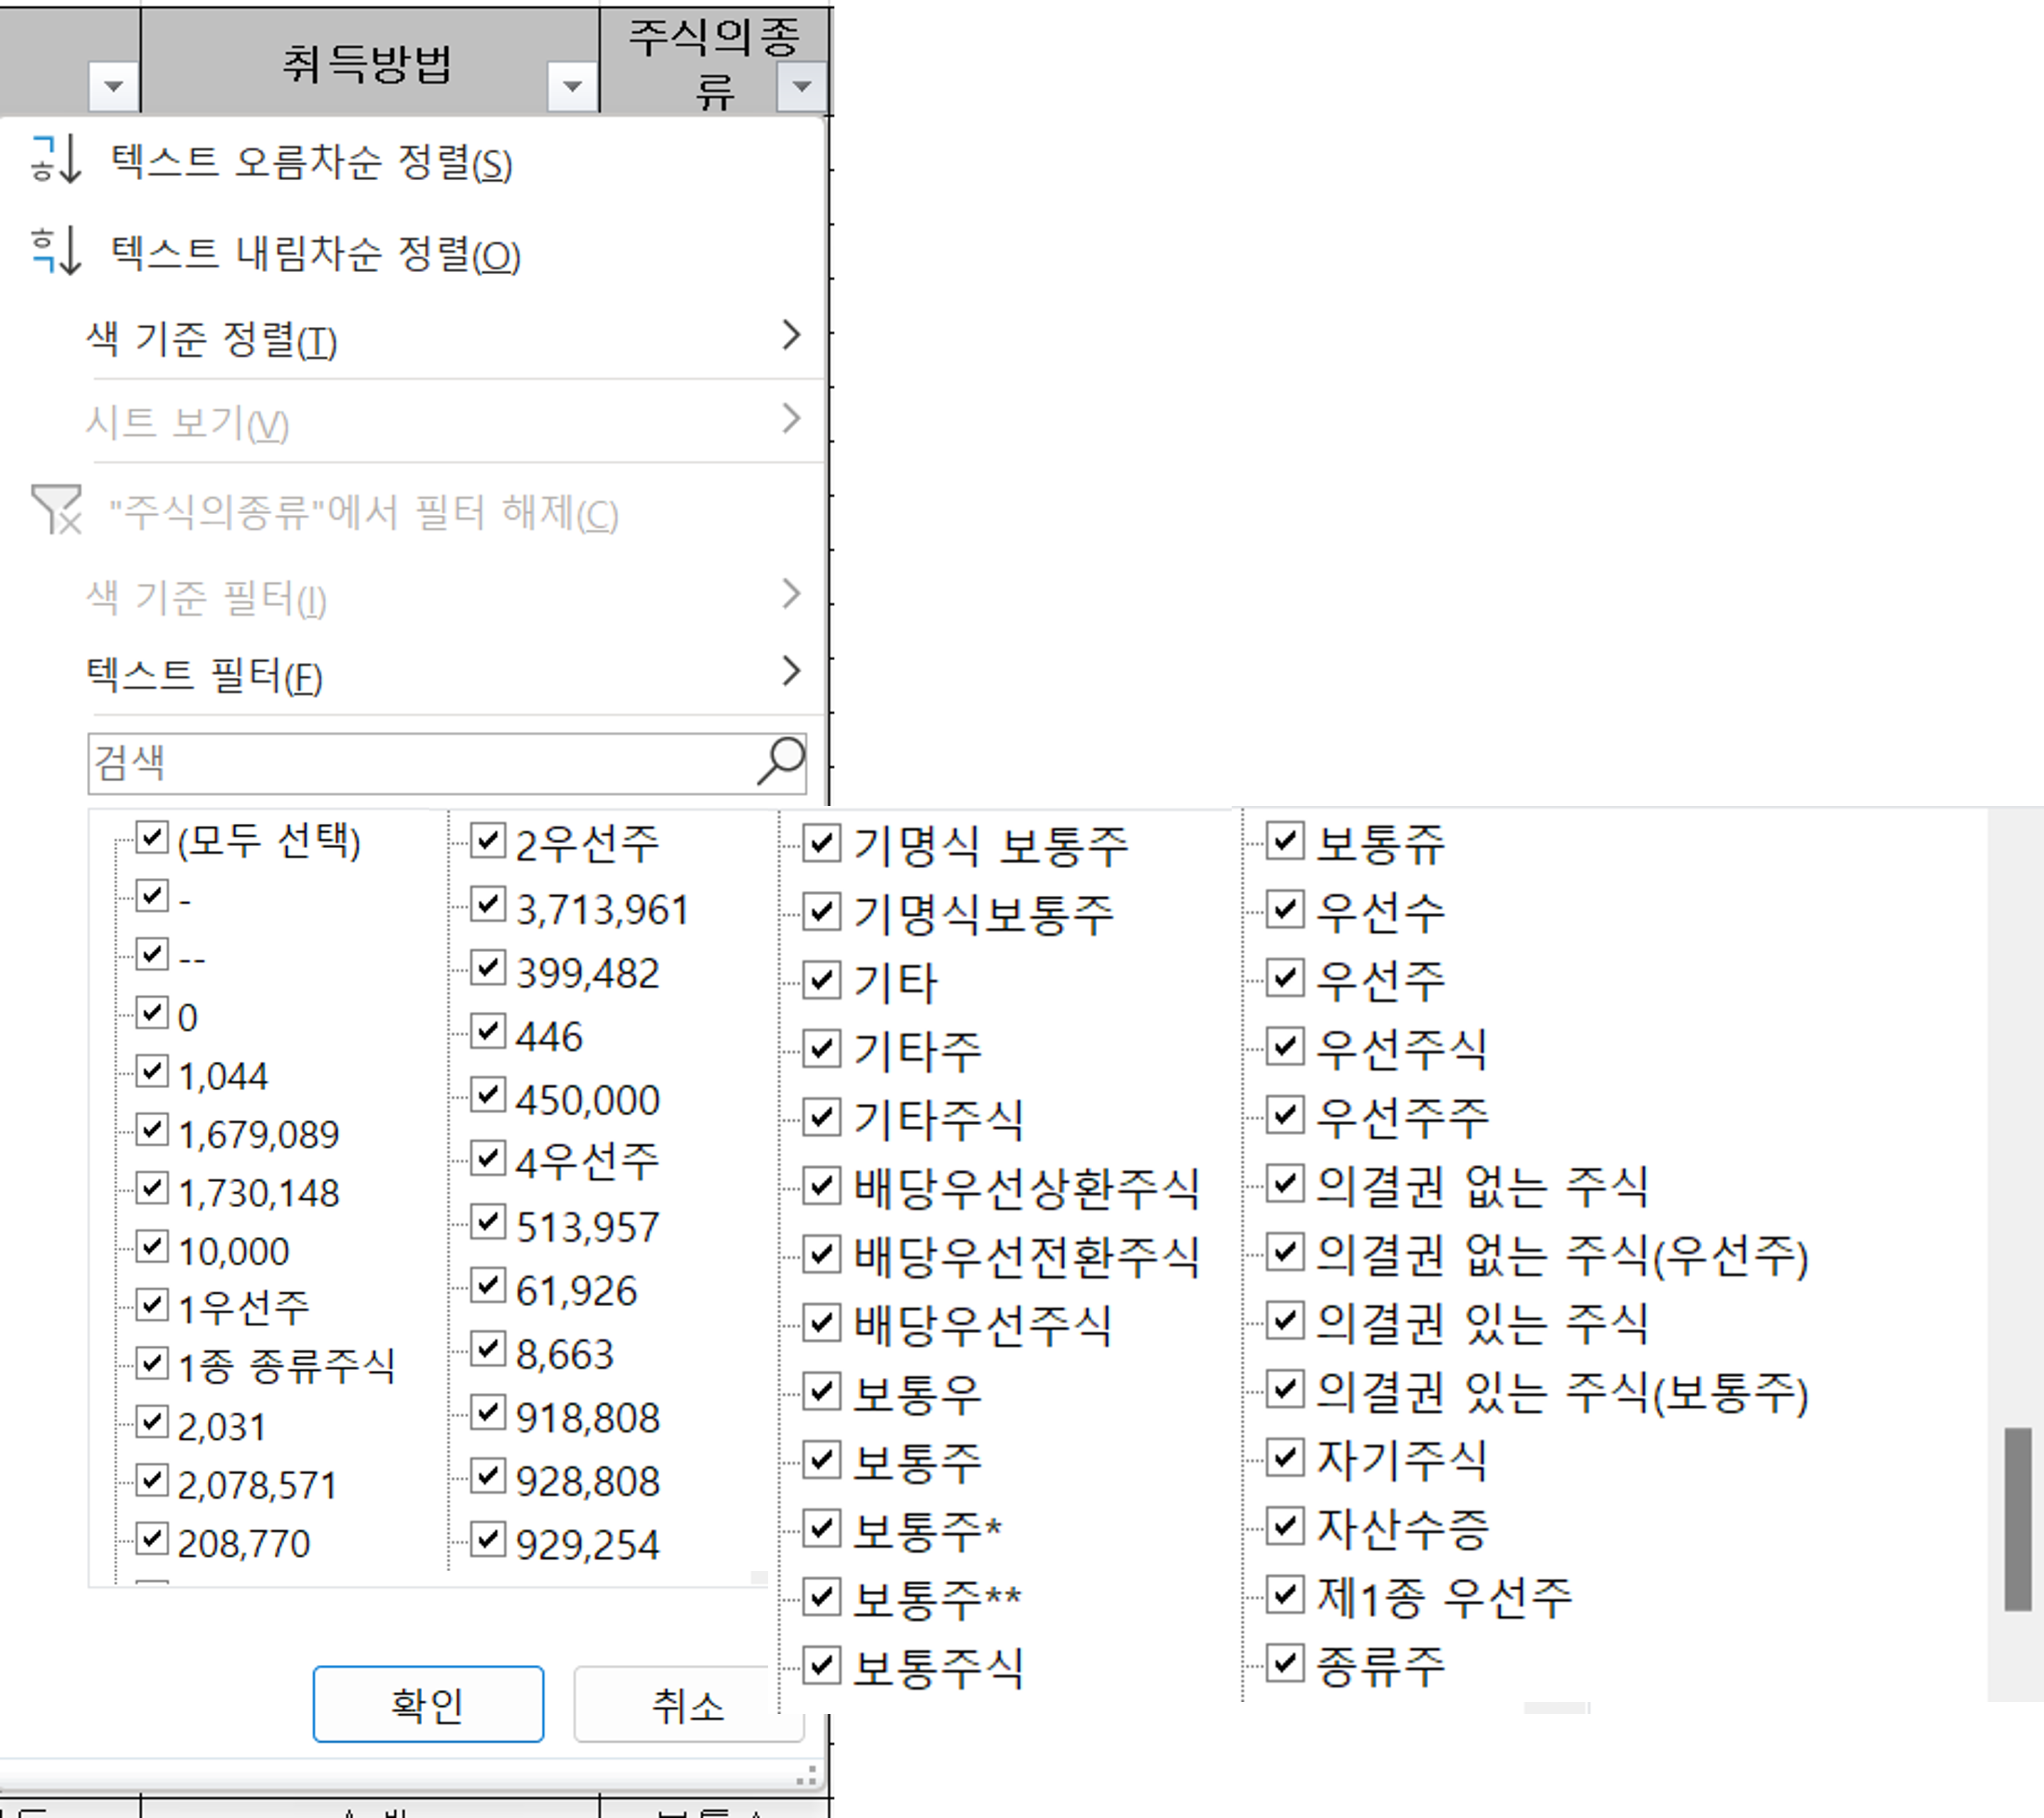 취득방법
주식의종
류
텍스트 오름차순 정렬(S)
텍스트 내림차순 정렬(O)
색 기준 정렬(T)
시트 보기(V)
"주식의종류"에서 필터 해제(C)
색 기준 필터(I)
텍스트 필터(F)
검색
(모두 선택)
-
--
0
1,044
1,679,089
1,730,148
10,000
1우선주
1종 종류주식
2,031
2,078,571
208,770
2우선주
3,713,961
399,482
446
450,000
4우선주
513,957
61,926
8,663
918,808
928,808
929,254
기명식 보통주
기명식보통주
기타
기타주
기타주식
배당우선상환주식
배당우선전환주식
배당우선주식
보통우
보통주
보통주*
보통주**
보통주식
보통쥬
우선수
우선주
우선주식
우선주주
의결권 없는 주식
의결권 없는 주식(우선주)
의결권 있는 주식
의결권 있는 주식(보통주)
자기주식
자산수증
제1종 우선주
종류주
확인
취소